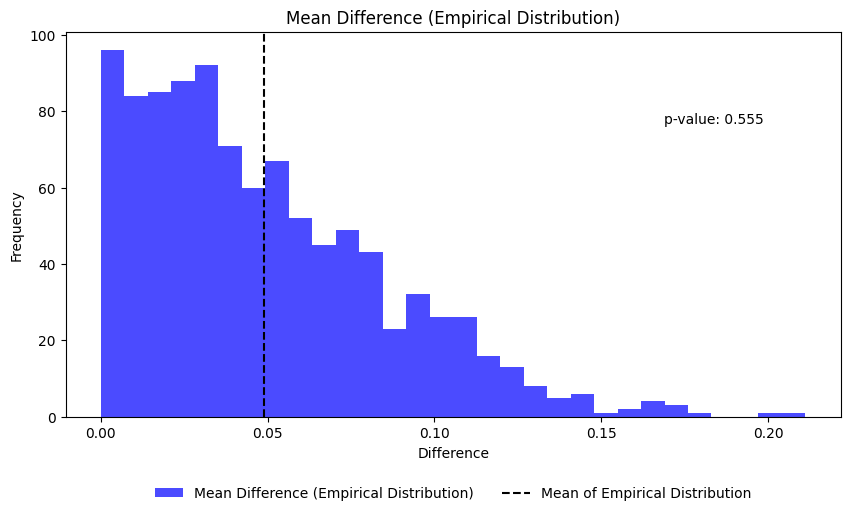 Mean Difference (Empirical Distribution)
100
80
60
40
20
0
Frequency
p-value: 0.555
0.00
0.05
0.10
0.15
0.20
Difference
Mean Difference (Empirical Distribution)
Mean of Empirical Distribution